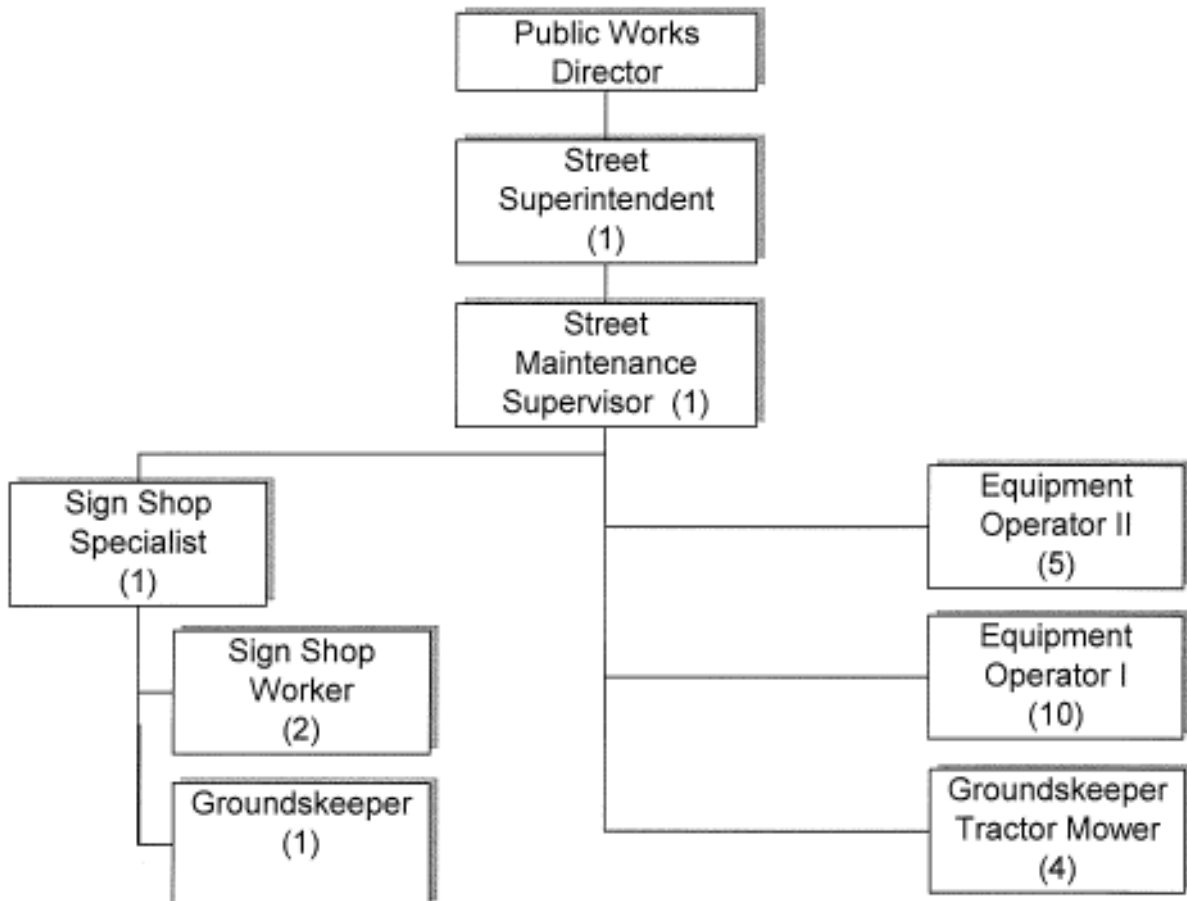 Public Works
Director
Street
Superintendent
(1)
Street
Maintenance
Supervisor (1)
Sign Shop
Specialist
(1)
Sign Shop
Worker
(2)
Groundskeeper
(1)
Equipment
Operator II
(5)
Equipment
Operator I
(10)
Groundskeeper
Tractor Mower
(4)